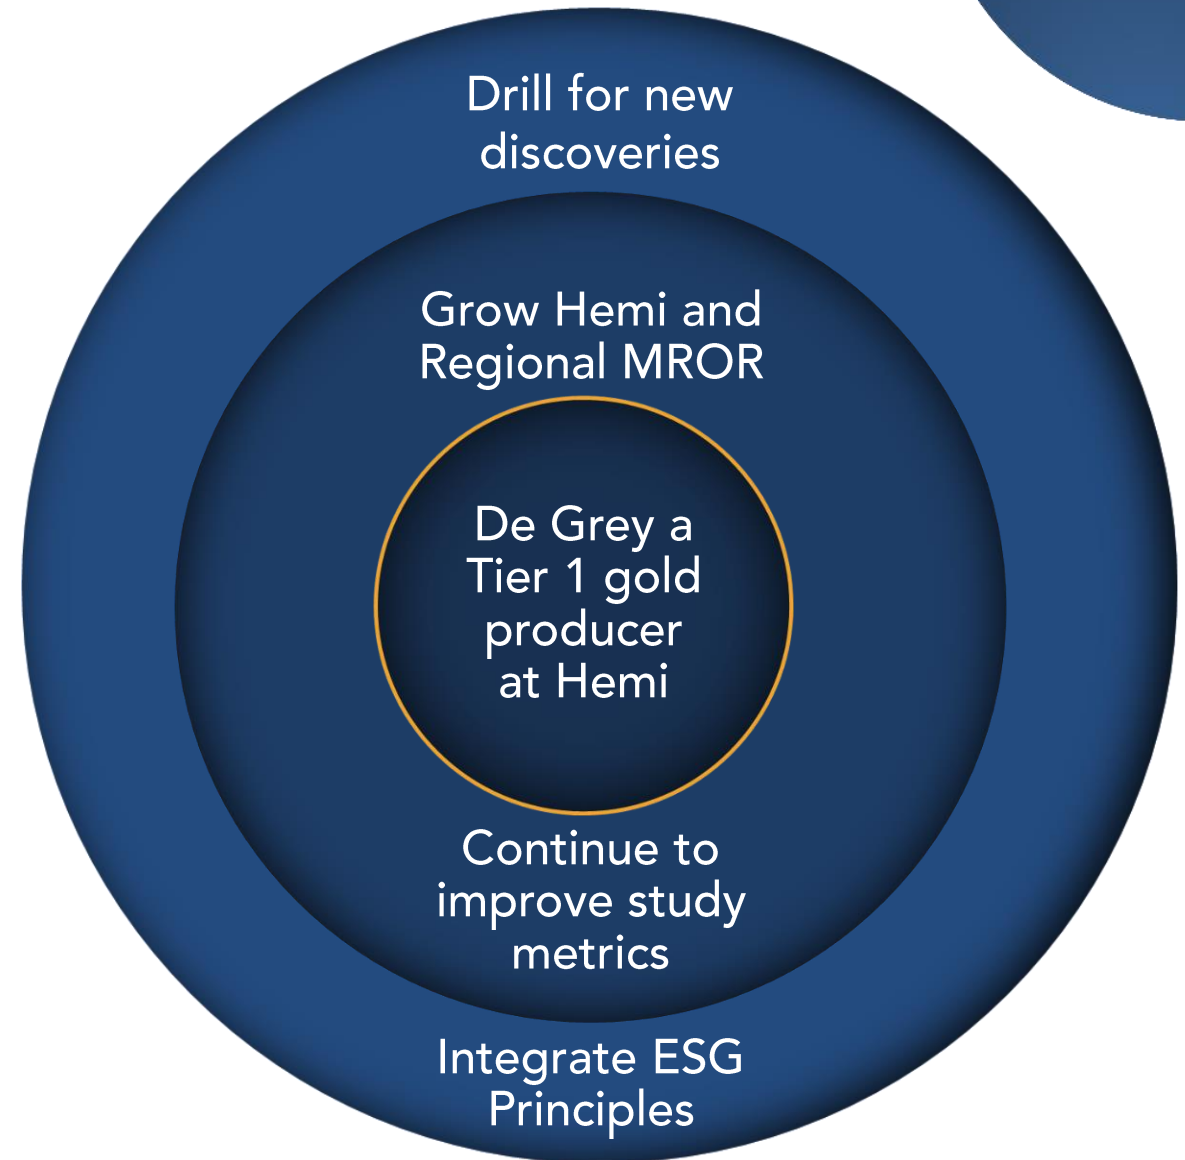 Drill for new
discoveries
Grow Hemi and
Regional MROR
De Grey a
Tier 1 gold
producer
at Hemi
Continue to
improve study
metrics
Integrate ESG
Principles